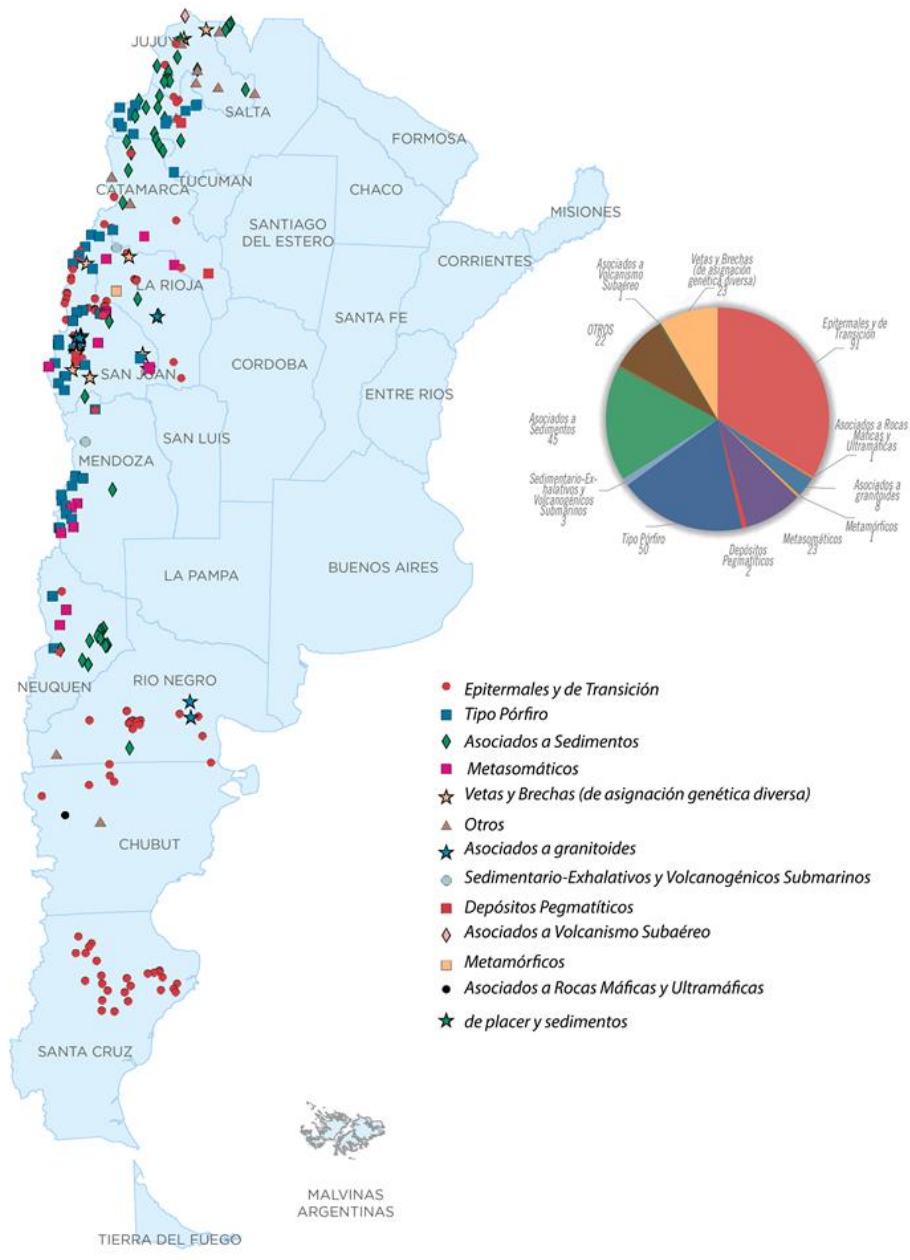 JUJUY
SALTA
FORMOSA
CATAMARCA
TUCUMAN
CHACO
MISIONES
SANTIAGO
DEL ESTERO
CORRIENTES
LA RIOJA
SANTA FE
SAN JUAN
CORDOBA
ENTRE RIOS
SAN LUIS
MENDOZA
LA PAMPA
BUENOS AIRES
NEUQUEN
RIO NEGRO
CHUBUT
SANTA CRUZ
MALVINAS
ARGENTINAS
TIERRA DEL FUEGO
Vetas y Brechas
(de asignación
genética diversa)
23
Asociados a
Volcanismo
Subaéreo
1
OTROS
22
Epitermales y de
Transición
91
Asociados a
Sedimentos
45
Asociados a Rocas
Máficas y
Ultramáficas
1
Asociados a
granitoides
8
Sedimentario-Ex-
halativos y
Volcanogénicos
Submarinos
3
Metamórficos
1
Tipo Pórfiro
50
Metasomáticos
23
Depósitos
Pegmatíticos
2
Epitermales y de Transición
Tipo Pórfiro
Asociados a Sedimentos
Metasomáticos
Vetas y Brechas (de asignación genética diversa)
Otros
Asociados a granitoides
Sedimentario-Exhalativos y Volcanogénicos Submarinos
Depósitos Pegmatíticos
Asociados a Volcanismo Subaéreo
Metamórficos
Asociados a Rocas Máficas y Ultramáficas
de placer y sedimentos